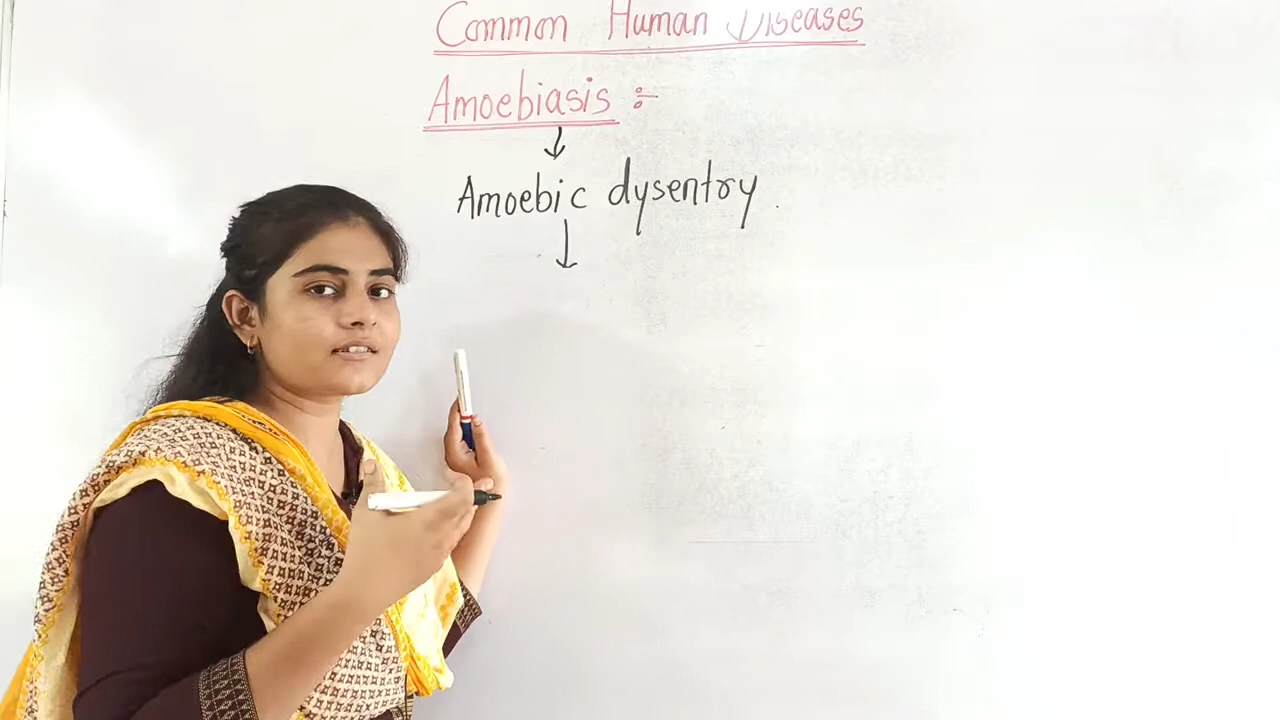 Common Human Diseases
Amoebiasis :-
↓
Amoebic dysentry.
↓